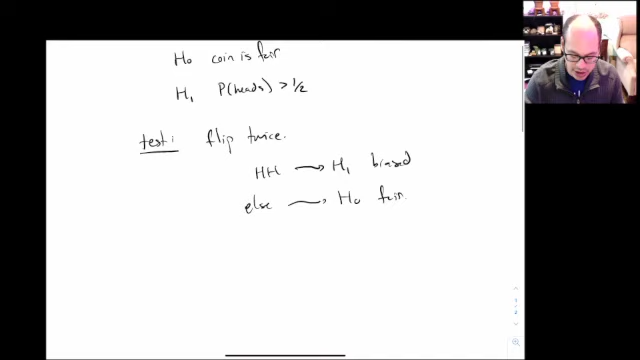 H0 coin is fair
H1 P(heads) > 1/2
test: flip twice.
HH → H1 biased
else → H0 fair.